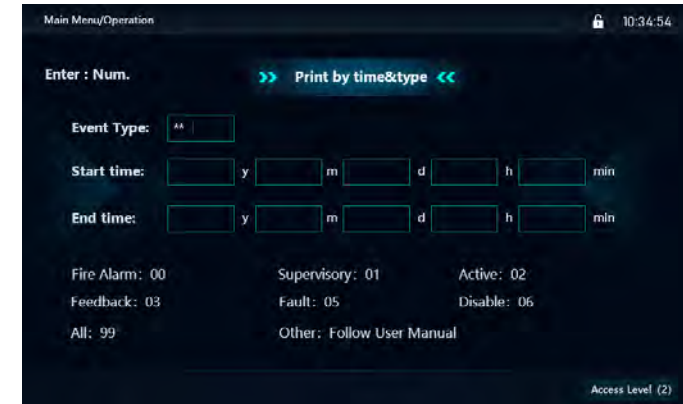 Main Menu/Operation 10:34:54
Enter : Num. Print by time&type
Event Type: **
Start time: y m d h min
End time: y m d h min
Fire Alarm: 00 Supervisory: 01 Active: 02
Feedback: 03 Fault: 05 Disable: 06
All: 99 Other: Follow User Manual
Access Level (2)